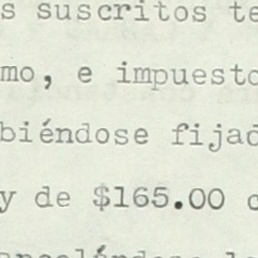 s suscritos te
mo, e impuesto
biéndose fijad
y de $165.00 c